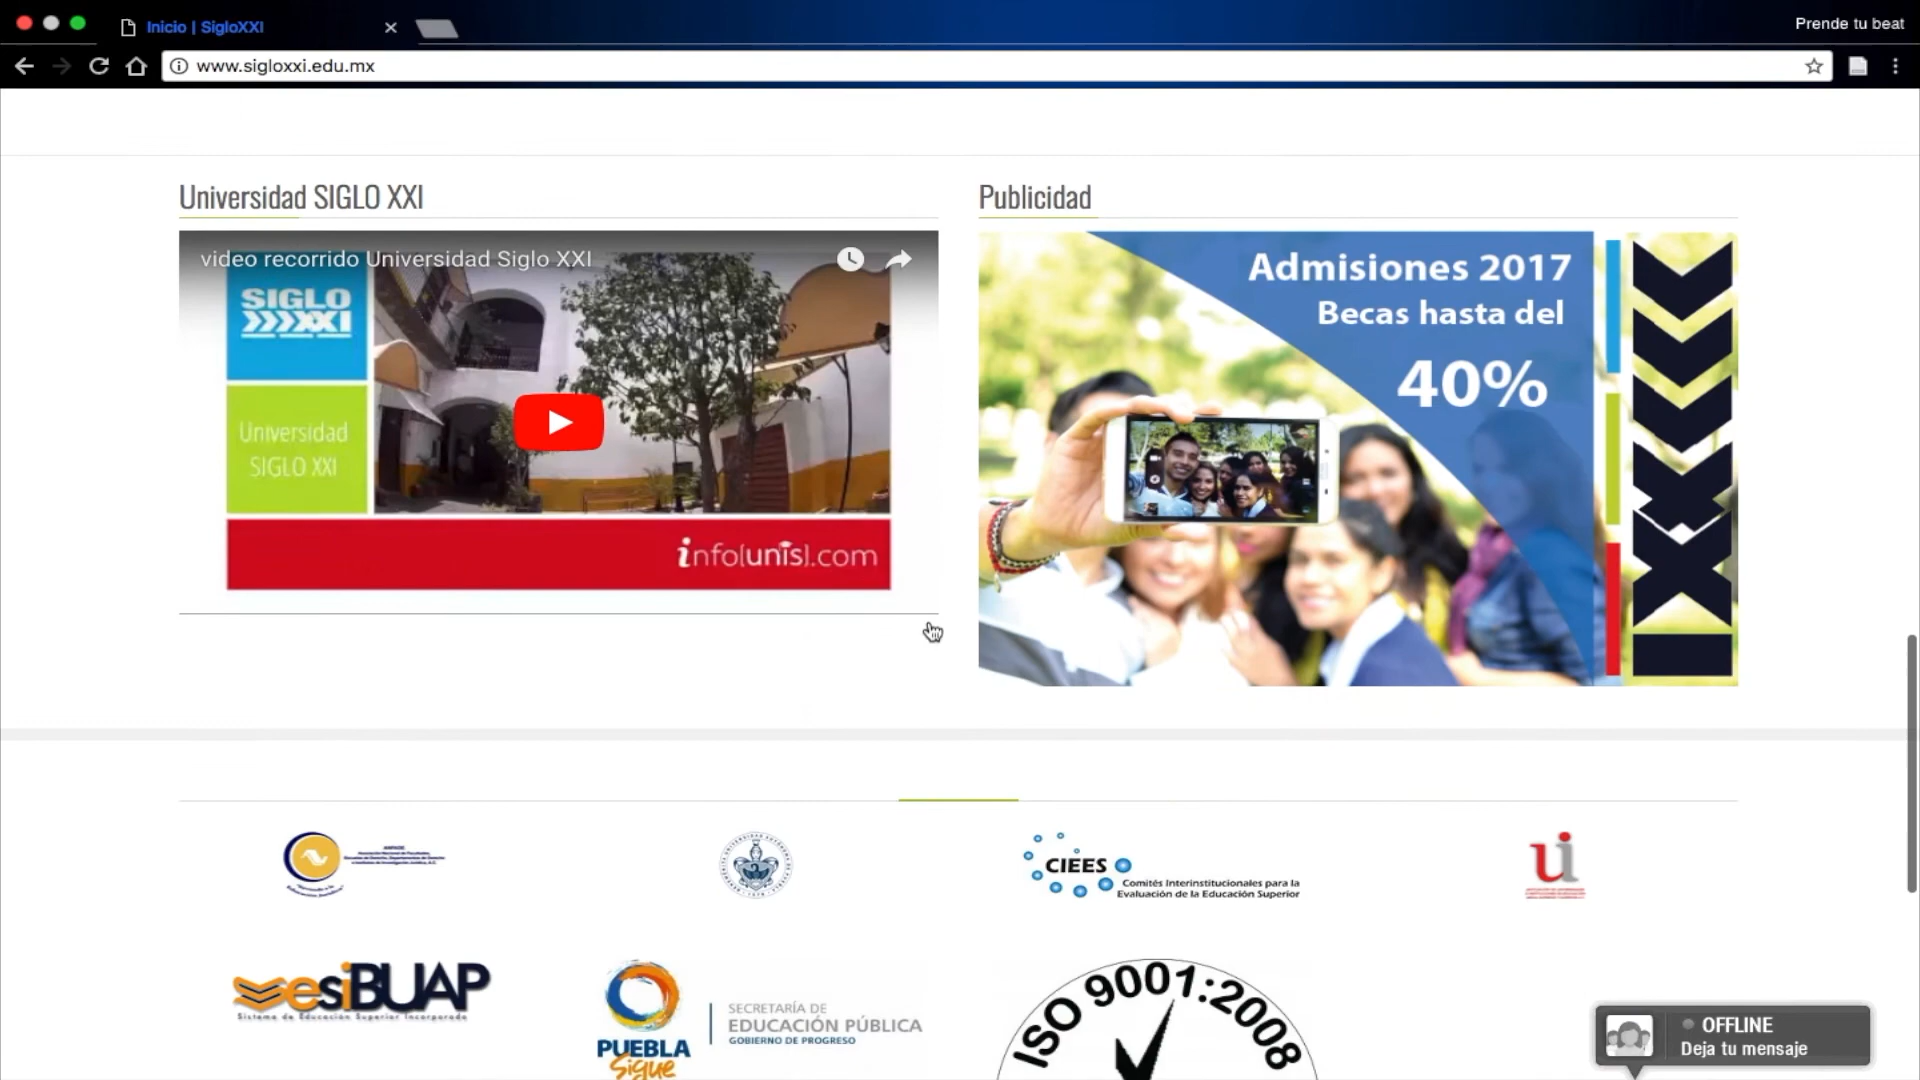 Inicio | SigloXXI
Prende tu beat
www.sigloxxi.edu.mx
Universidad SIGLO XXI
Publicidad
video recorrido Universidad Siglo XXI
SIGLO
XXI
Universidad
SIGLO XXI
info[unis].com
Admisiones 2017
Becas hasta del
40%
CIEES
Comités Interinstitucionales para la
Evaluación de la Educación Superior
ui
esiBUAP
Sistema de Educación Superior Incorporada
PUEBLA
Sigue
SECRETARÍA DE
EDUCACIÓN PÚBLICA
GOBIERNO DE PROGRESO
ISO 9001:2008
OFFLINE
Deja tu mensaje